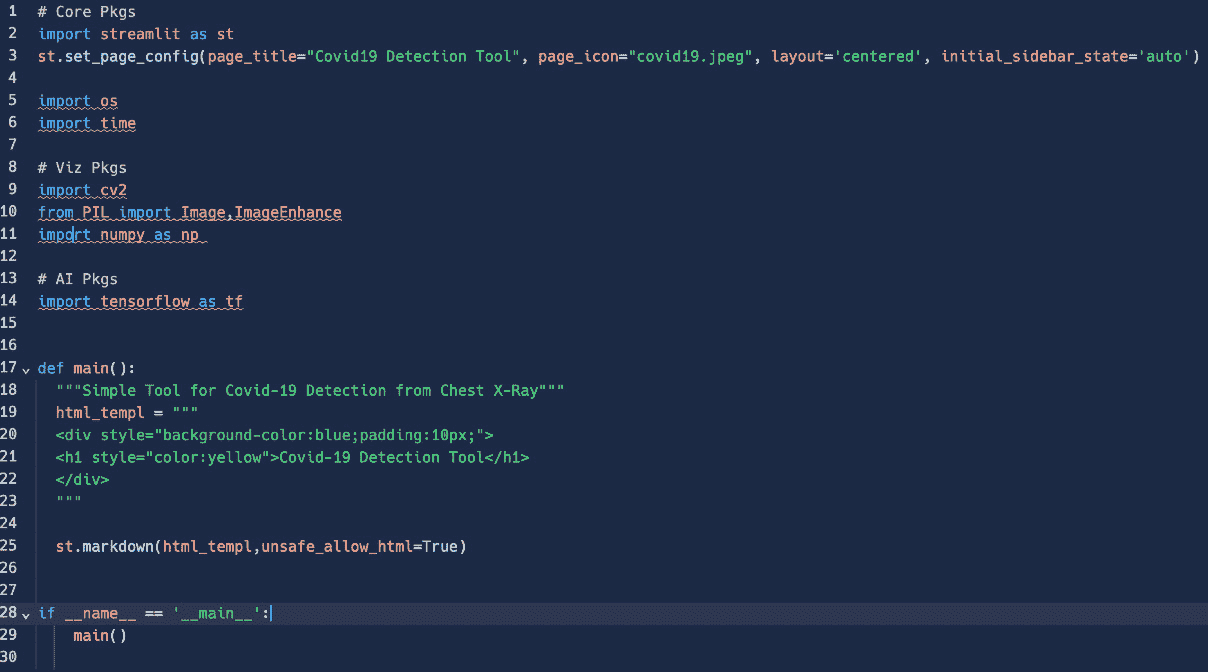 1 # Core Pkgs
2 import streamlit as st
3 st.set_page_config(page_title="Covid19 Detection Tool", page_icon="covid19.jpeg", layout='centered', initial_sidebar_state='auto')
4
5 import os
6 import time
7
8 # Viz Pkgs
9 import cv2
10 from PIL import Image,ImageEnhance
11 import numpy as np
12
13 # AI Pkgs
14 import tensorflow as tf
15
16
17 def main():
18 """Simple Tool for Covid-19 Detection from Chest X-Ray"""
19 html_templ = """
20 <div style="background-color:blue;padding:10px;">
21 <h1 style="color:yellow">Covid-19 Detection Tool</h1>
22 </div>
23 """
24
25 st.markdown(html_templ,unsafe_allow_html=True)
26
27
28 if __name__ == '__main__':
29 main()
30